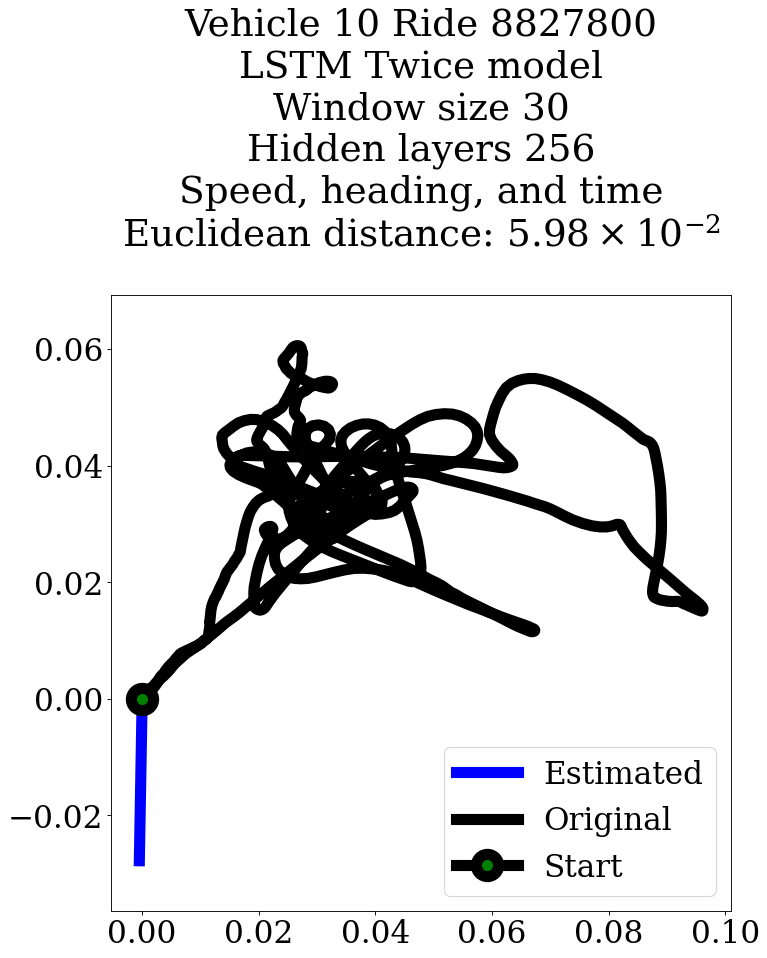 Vehicle 10 Ride 8827800
LSTM Twice model
Window size 30
Hidden layers 256
Speed, heading, and time
Euclidean distance: 5.98 × 10⁻²
0.06
0.04
0.02
0.00
−0.02
Estimated
Original
Start
0.00 0.02 0.04 0.06 0.08 0.10